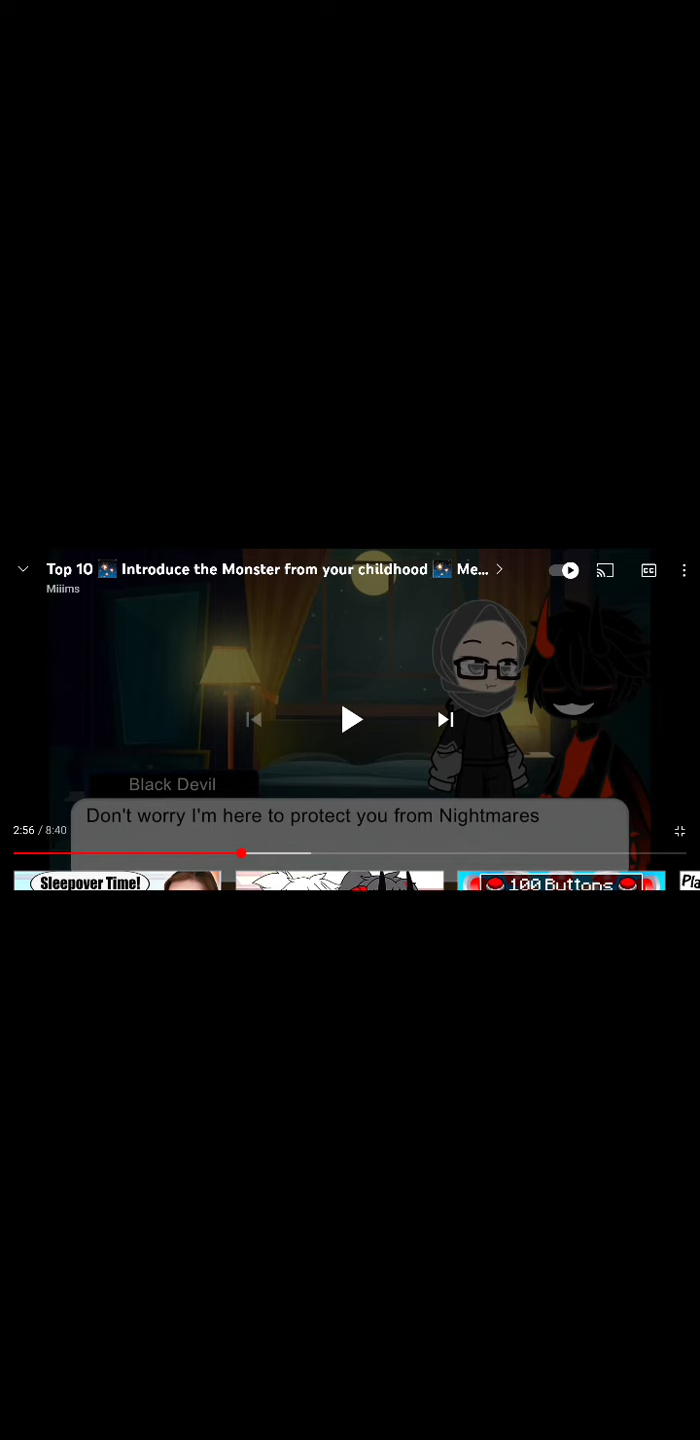 Top 10 🌠 Introduce the Monster from your childhood 🌠 Me...
Miiims
Black Devil
Don't worry I'm here to protect you from Nightmares
2:56 / 8:40
Sleepover Time!
100 Buttons
Pla